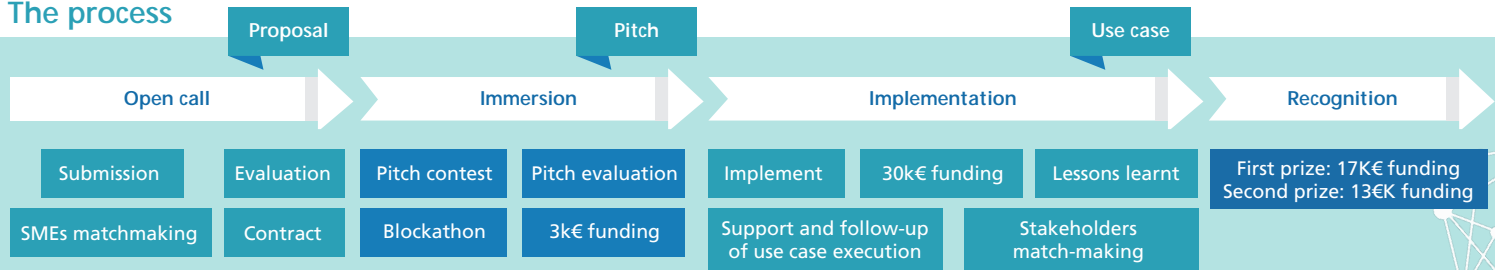 The process
Proposal
Pitch
Use case
Open call
Immersion
Implementation
Recognition
Submission
Evaluation
Pitch contest
Pitch evaluation
Implement
30k€ funding
Lessons learnt
First prize: 17K€ funding
Second prize: 13€K funding
SMEs matchmaking
Contract
Blockathon
3k€ funding
Support and follow-up
of use case execution
Stakeholders
match-making